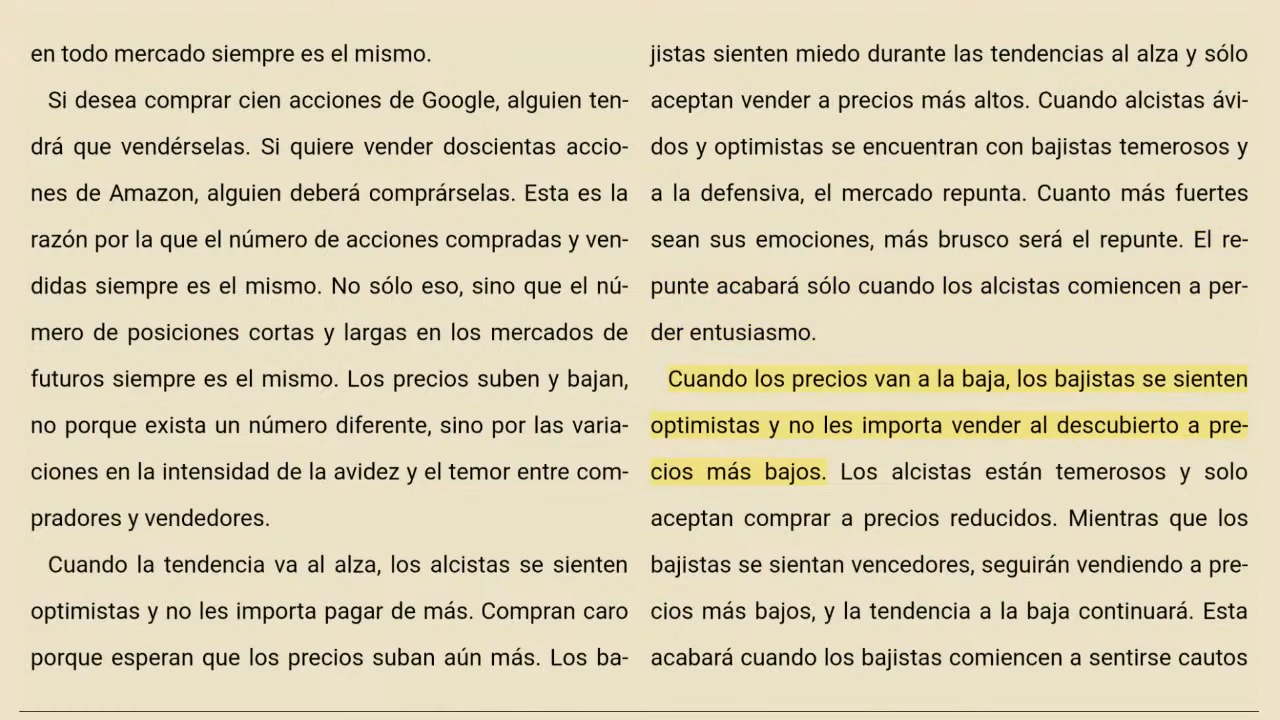 en todo mercado siempre es el mismo.
Si desea comprar cien acciones de Google, alguien ten-
drá que vendérselas. Si quiere vender doscientas accio-
nes de Amazon, alguien deberá comprárselas. Esta es la
razón por la que el número de acciones compradas y ven-
didas siempre es el mismo. No sólo eso, sino que el nú-
mero de posiciones cortas y largas en los mercados de
futuros siempre es el mismo. Los precios suben y bajan,
no porque exista un número diferente, sino por las varia-
ciones en la intensidad de la avidez y el temor entre com-
pradores y vendedores.
Cuando la tendencia va al alza, los alcistas se sienten
optimistas y no les importa pagar de más. Compran caro
porque esperan que los precios suban aún más. Los ba-
jistas sienten miedo durante las tendencias al alza y sólo
aceptan vender a precios más altos. Cuando alcistas ávi-
dos y optimistas se encuentran con bajistas temerosos y
a la defensiva, el mercado repunta. Cuanto más fuertes
sean sus emociones, más brusco será el repunte. El re-
punte acabará sólo cuando los alcistas comiencen a per-
der entusiasmo.
Cuando los precios van a la baja, los bajistas se sienten
optimistas y no les importa vender al descubierto a pre-
cios más bajos. Los alcistas están temerosos y solo
aceptan comprar a precios reducidos. Mientras que los
bajistas se sientan vencedores, seguirán vendiendo a pre-
cios más bajos, y la tendencia a la baja continuará. Esta
acabará cuando los bajistas comiencen a sentirse cautos